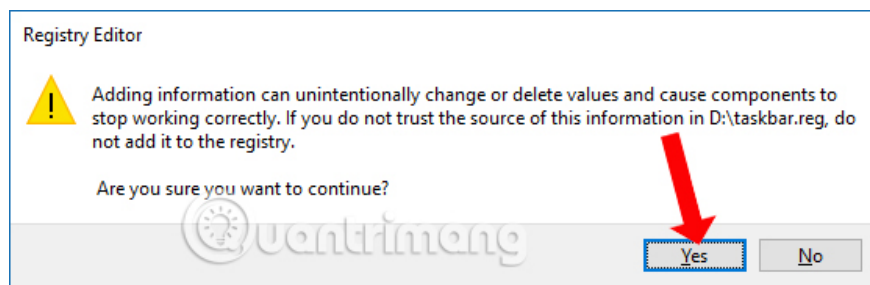 Registry Editor
Adding information can unintentionally change or delete values and cause components to
stop working correctly. If you do not trust the source of this information in D:\taskbar.reg, do
not add it to the registry.
Are you sure you want to continue?
Quantrimang
Yes No